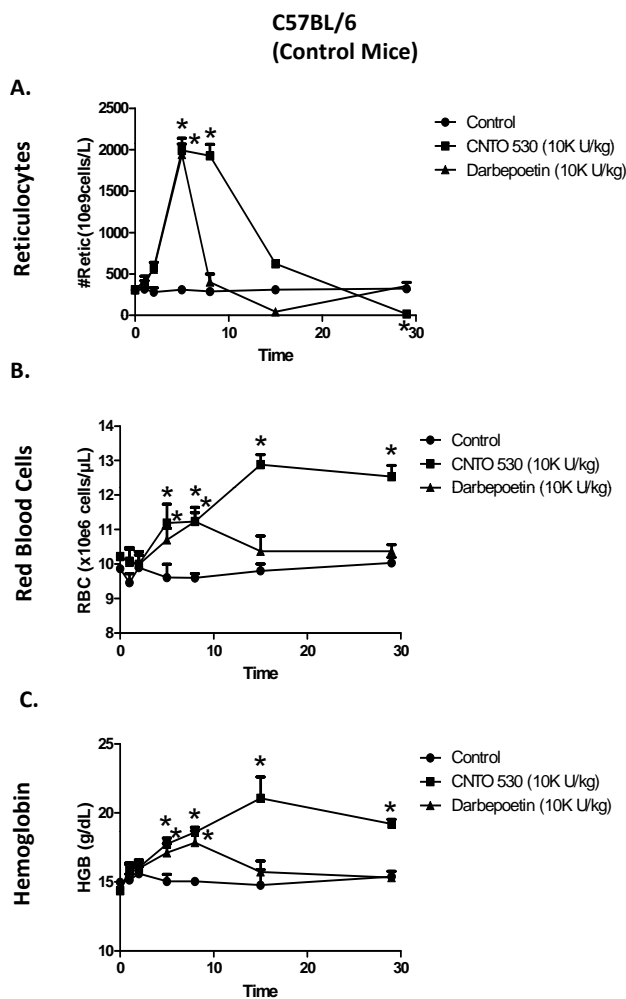 C57BL/6
(Control Mice)
A.
Reticulocytes
#Retic(10e9cells/L)
2500
2000
1500
1000
500
0
0 10 20 30
Time
* * *
*
Control
CNTO 530 (10K U/kg)
Darbepoetin (10K U/kg)
B.
Red Blood Cells
RBC (x10e6 cells/µL)
14
13
12
11
10
9
8
0 10 20 30
Time
* * * * * *
Control
CNTO 530 (10K U/kg)
Darbepoetin (10K U/kg)
C.
Hemoglobin
HGB (g/dL)
25
20
15
10
0 10 20 30
Time
* * * * * *
Control
CNTO 530 (10K U/kg)
Darbepoetin (10K U/kg)